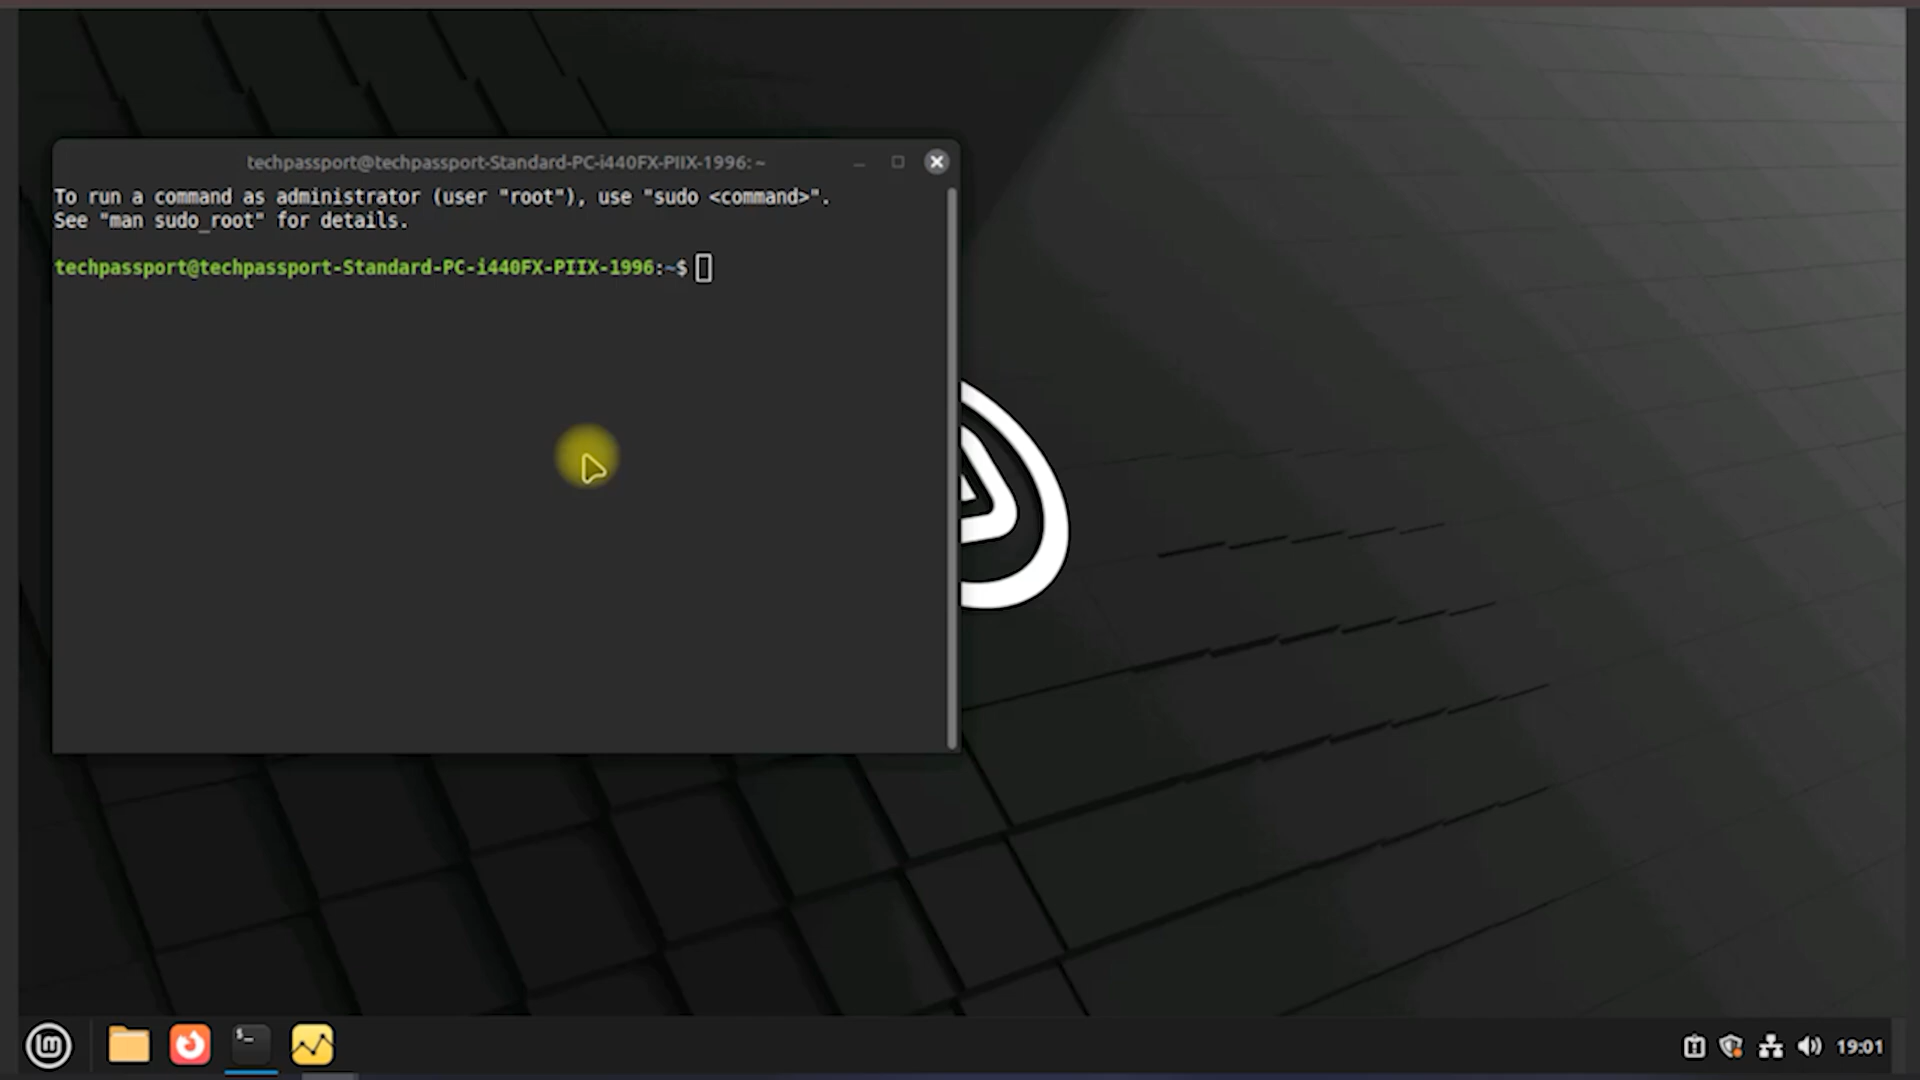 techpassport@techpassport-Standard-PC-i440FX-PIIX-1996: ~
To run a command as administrator (user "root"), use "sudo <command>".
See "man sudo_root" for details.
techpassport@techpassport-Standard-PC-i440FX-PIIX-1996:~$
19:01